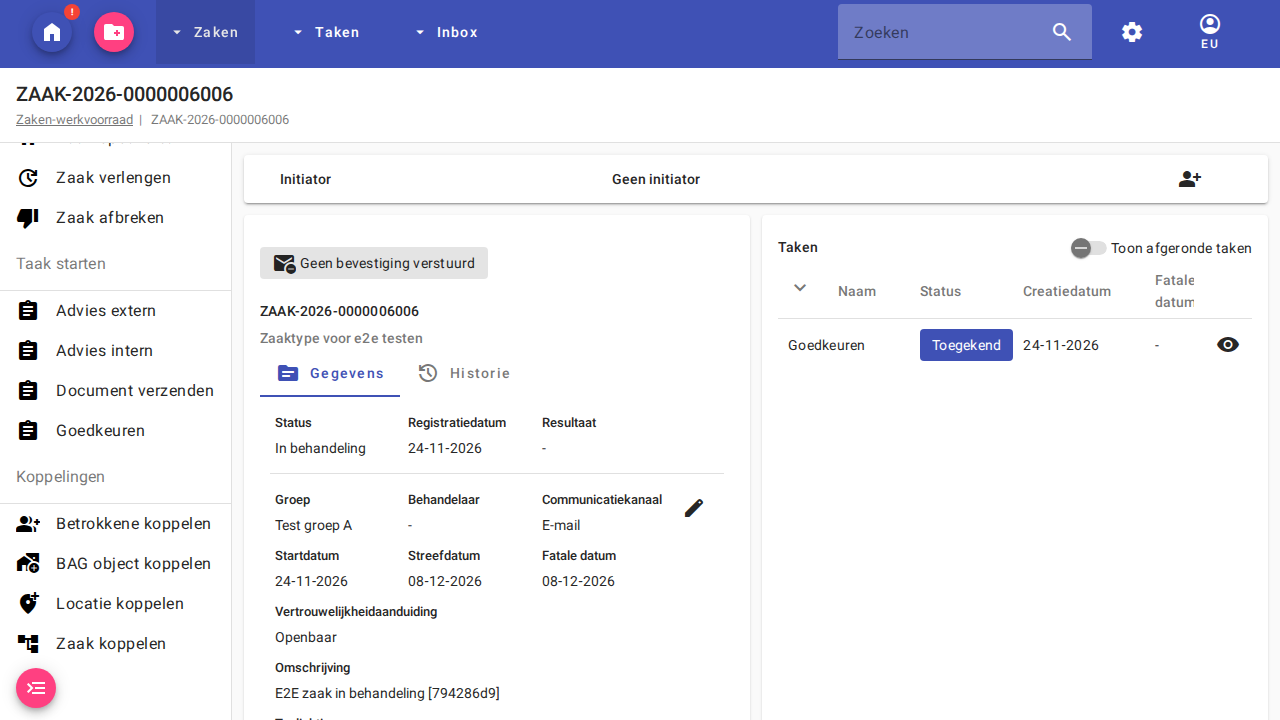 !
Zaken
Taken
Inbox
Zoeken
EU
ZAAK-2026-0000006006
Zaken-werkvoorraad | ZAAK-2026-0000006006
Zaak verlengen
Zaak afbreken
Taak starten
Advies extern
Advies intern
Document verzenden
Goedkeuren
Koppelingen
Betrokkene koppelen
BAG object koppelen
Locatie koppelen
Zaak koppelen
Initiator
Geen initiator
Geen bevestiging verstuurd
ZAAK-2026-0000006006
Zaaktype voor e2e testen
Gegevens
Historie
Status Registratiedatum Resultaat
In behandeling 24-11-2026 -
Groep Behandelaar Communicatiekanaal
Test groep A - E-mail
Startdatum Streefdatum Fatale datum
24-11-2026 08-12-2026 08-12-2026
Vertrouwelijkheidaanduiding
Openbaar
Omschrijving
E2E zaak in behandeling [794286d9]
Taken
Toon afgeronde taken
Naam Status Creatiedatum Fatale datum
Goedkeuren Toegekend 24-11-2026 -